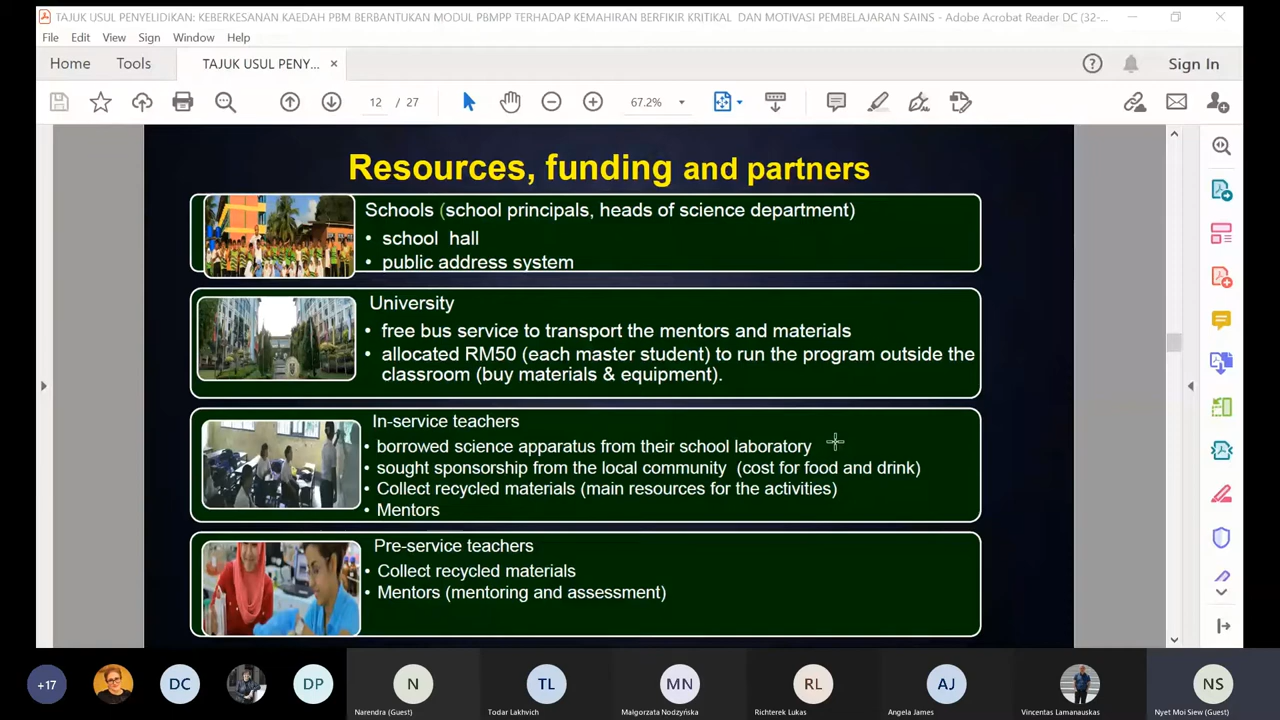 TAJUK USUL PENYELIDIKAN: KEBERKESANAN KAEDAH PBM BERBANTUKAN MODUL PBMPP TERHADAP KEMAHIRAN BERFIKIR KRITIKAL DAN MOTIVASI PEMBELAJARAN SAINS - Adobe Acrobat Reader DC (32-...
File Edit View Sign Window Help
Home Tools TAJUK USUL PENY... × Sign In
12 / 27 67.2%
Resources, funding and partners
Schools (school principals, heads of science department)
• school hall
• public address system
University
• free bus service to transport the mentors and materials
• allocated RM50 (each master student) to run the program outside the
classroom (buy materials & equipment).
In-service teachers
• borrowed science apparatus from their school laboratory
• sought sponsorship from the local community (cost for food and drink)
• Collect recycled materials (main resources for the activities)
• Mentors
Pre-service teachers
• Collect recycled materials
• Mentors (mentoring and assessment)
+17 DC DP N TL MN RL AJ NS
Narendra (Guest) Todar Lakhvich Małgorzata Nodzyńska Richterek Lukas Angela James Vincentas Lamanauskas Nyet Moi Siew (Guest)